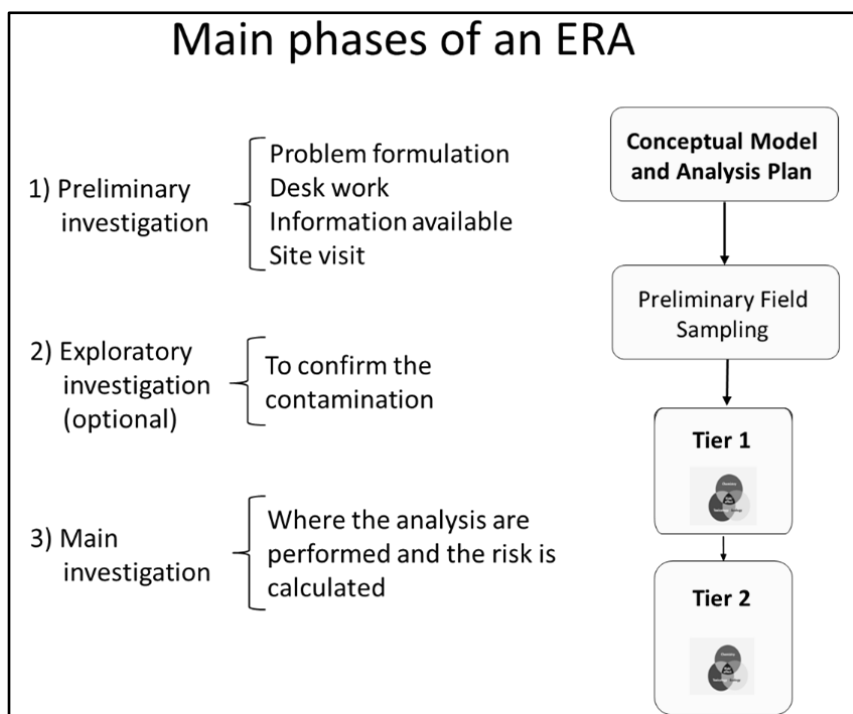 Main phases of an ERA
1) Preliminary
investigation
Problem formulation
Desk work
Information available
Site visit
2) Exploratory
investigation
(optional)
To confirm the
contamination
3) Main
investigation
Where the analysis are
performed and the risk is
calculated
Conceptual Model
and Analysis Plan
Preliminary Field
Sampling
Tier 1
Tier 2